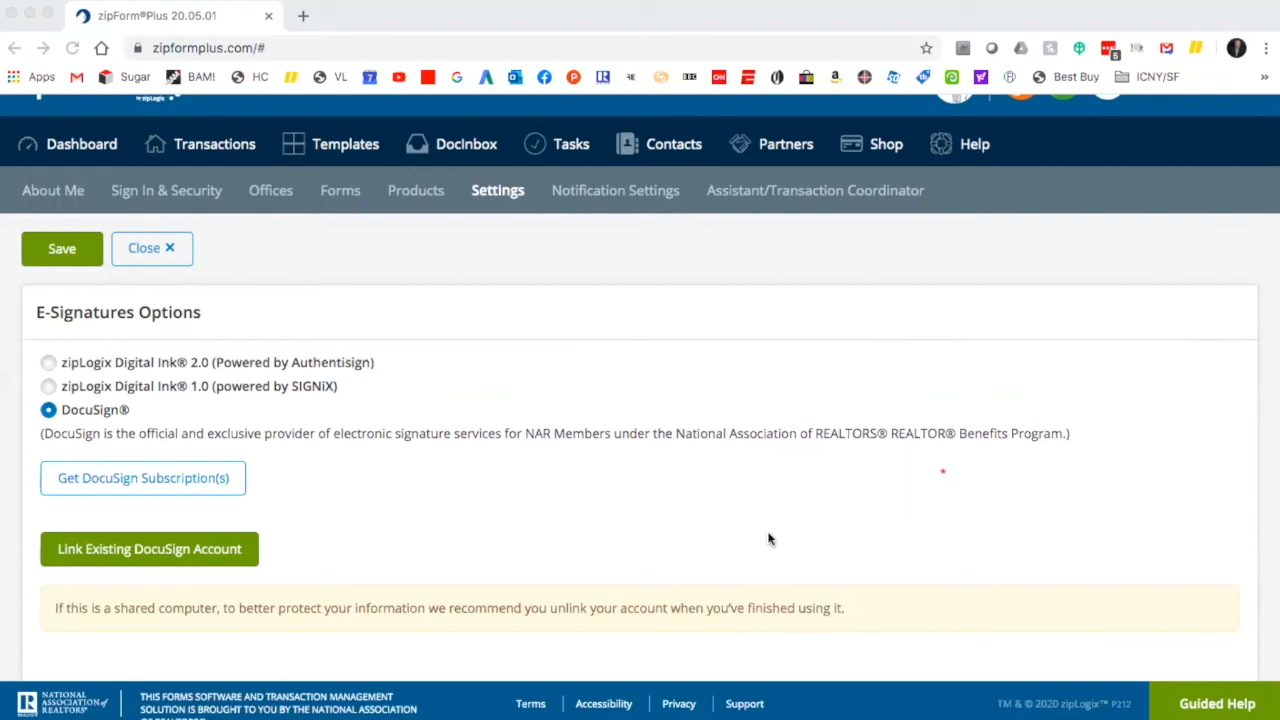 zipForm®Plus 20.05.01
zipformplus.com/#
Apps Sugar BAM! HC VL Best Buy ICNY/SF
by zipLogix
Dashboard Transactions Templates DocInbox Tasks Contacts Partners Shop Help
About Me Sign In & Security Offices Forms Products Settings Notification Settings Assistant/Transaction Coordinator
Save Close ×
E-Signatures Options
zipLogix Digital Ink® 2.0 (Powered by Authentisign)
zipLogix Digital Ink® 1.0 (powered by SIGNiX)
DocuSign®
(DocuSign is the official and exclusive provider of electronic signature services for NAR Members under the National Association of REALTORS® REALTOR® Benefits Program.)
*
Get DocuSign Subscription(s)
Link Existing DocuSign Account
If this is a shared computer, to better protect your information we recommend you unlink your account when you've finished using it.
NATIONAL
ASSOCIATION of
REALTORS®
THIS FORMS SOFTWARE AND TRANSACTION MANAGEMENT
SOLUTION IS BROUGHT TO YOU BY THE NATIONAL
Terms Accessibility Privacy Support
TM & © 2020 zipLogix™ P212
Guided Help